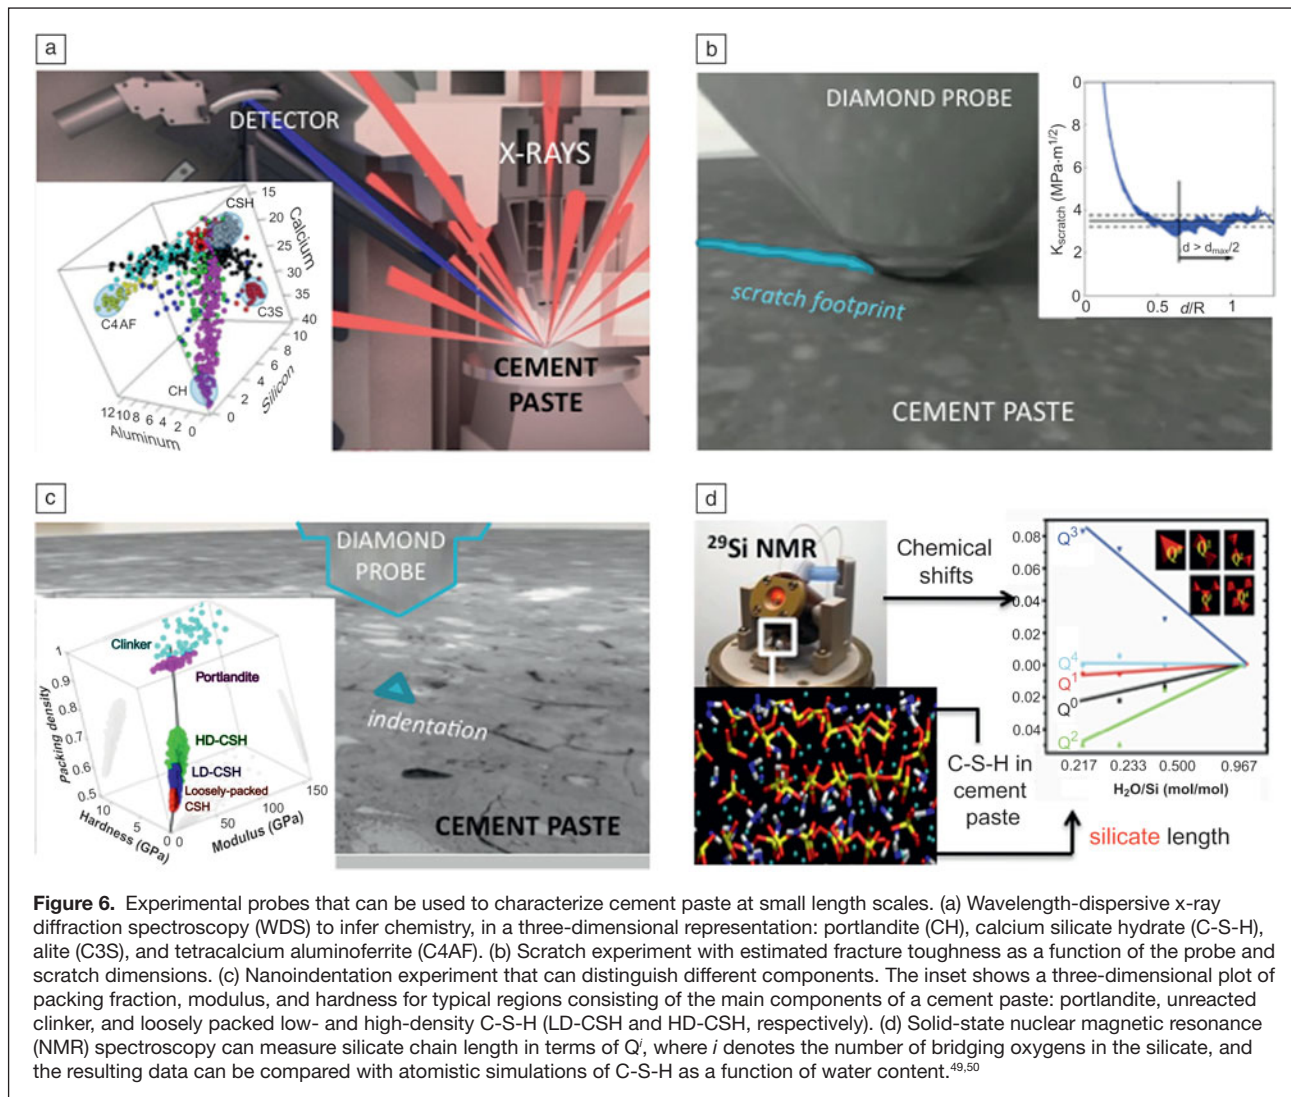 a
DETECTOR
X-RAYS
CEMENT
PASTE
CSH
C4AF
C3S
CH
15
20
25
30
35
40
Calcium
10
8
6
4
2
0
Silicon
12 10 8 6 4 2 0
Aluminum
b
DIAMOND PROBE
scratch footprint
CEMENT PASTE
0
8
6
4
2
0
K_scratch (MPa·m^1/2)
d > d_max/2
0 0.5 1
d/R
c
DIAMOND
PROBE
indentation
CEMENT PASTE
Clinker
Portlandite
HD-CSH
LD-CSH
Loosely-packed
CSH
1
0.9
0.8
0.7
0.6
0.5
Packing density
10
5
0
Hardness (GPa)
0
50
100
150
Modulus (GPa)
d
²⁹Si NMR
Chemical
shifts
C-S-H in
cement
paste
silicate length
0.08
0.06
0.04
0.02
0.00
0.02
0.04
Q³
Q⁴
Q¹
Q⁰
Q²
0.217 0.233 0.500 0.967
H₂O/Si (mol/mol)
Figure 6. Experimental probes that can be used to characterize cement paste at small length scales. (a) Wavelength-dispersive x-ray
diffraction spectroscopy (WDS) to infer chemistry, in a three-dimensional representation: portlandite (CH), calcium silicate hydrate (C-S-H),
alite (C3S), and tetracalcium aluminoferrite (C4AF). (b) Scratch experiment with estimated fracture toughness as a function of the probe and
scratch dimensions. (c) Nanoindentation experiment that can distinguish different components. The inset shows a three-dimensional plot of
packing fraction, modulus, and hardness for typical regions consisting of the main components of a cement paste: portlandite, unreacted
clinker, and loosely packed low- and high-density C-S-H (LD-CSH and HD-CSH, respectively). (d) Solid-state nuclear magnetic resonance
(NMR) spectroscopy can measure silicate chain length in terms of Qⁱ, where i denotes the number of bridging oxygens in the silicate, and
the resulting data can be compared with atomistic simulations of C-S-H as a function of water content.⁴⁹,⁵⁰